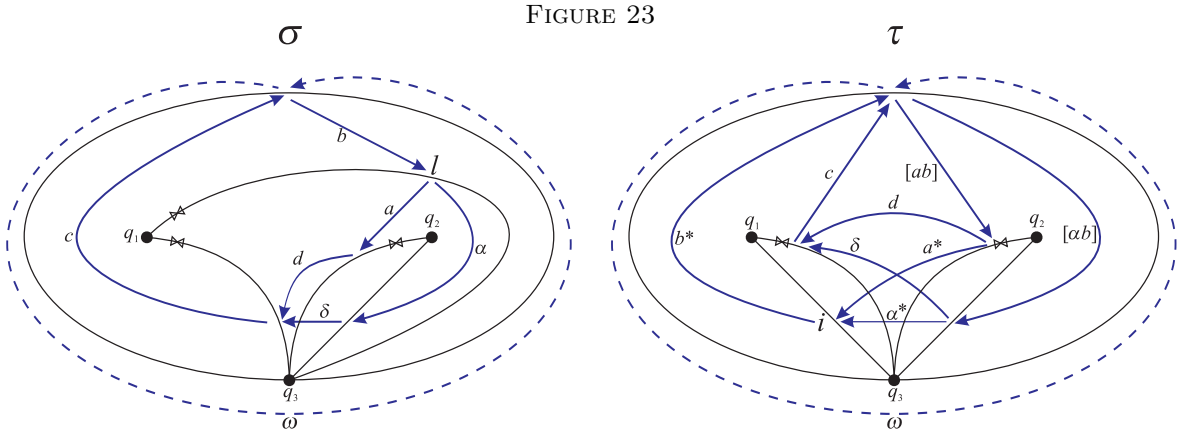 FIGURE 23
σ τ
b
l
a
q₁ q₂
c d α
δ
q₃
ω
c [ab]
d
q₁ q₂
b* δ a* [αb]
i α*
q₃
ω